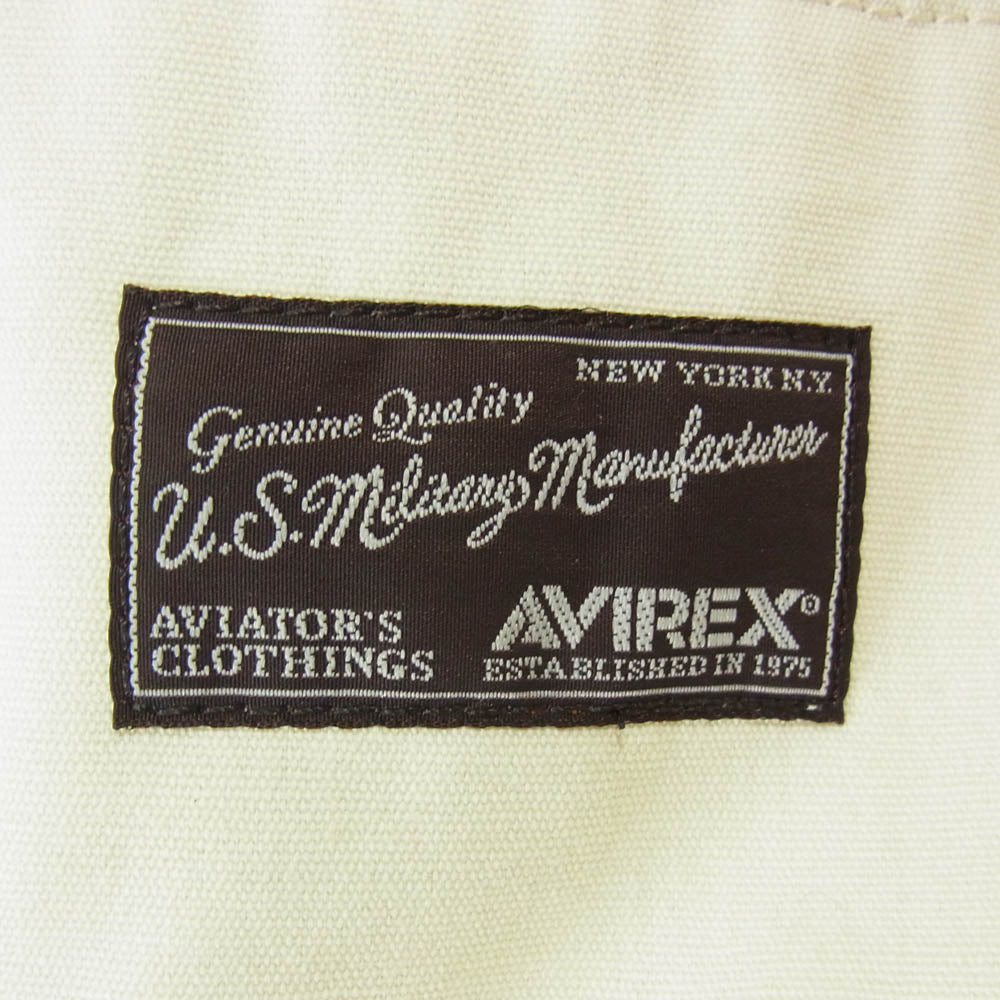 NEW YORK N.Y
Genuine Quality
U.S. Military Manufacturer
AVIATOR'S
CLOTHINGS
AVIREX®
ESTABLISHED IN 1975